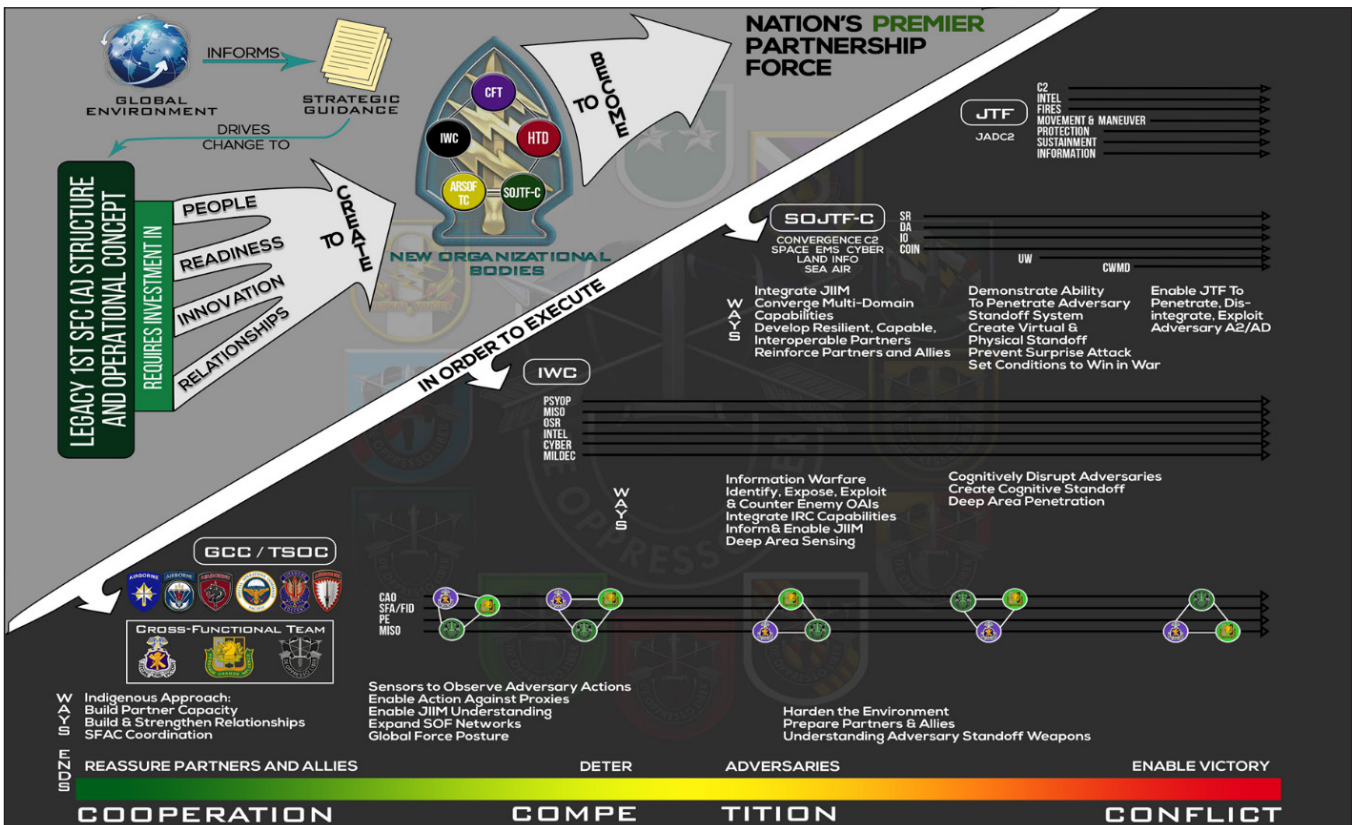 NATION'S PREMIER
PARTNERSHIP
FORCE
INFORMS
GLOBAL
ENVIRONMENT
STRATEGIC
GUIDANCE
DRIVES
CHANGE TO
LEGACY 1ST SFC (A) STRUCTURE
AND OPERATIONAL CONCEPT
REQUIRES INVESTMENT IN
PEOPLE
READINESS
INNOVATION
RELATIONSHIPS
TO CREATE
CFT
IWC
HTD
ARSOF
TC
SOJTF-C
NEW ORGANIZATIONAL
BODIES
TO BECOME
IN ORDER TO EXECUTE
JTF
JADC2
C2
INTEL
FIRES
MOVEMENT & MANEUVER
PROTECTION
SUSTAINMENT
INFORMATION
SOJTF-C
CONVERGENCE C2
SPACE EMS CYBER
LAND INFO
SEA AIR
SR
DA
IO
COIN
UW
CWMD
WAYS
Integrate JIIM
Converge Multi-Domain
Capabilities
Develop Resilient, Capable,
Interoperable Partners
Reinforce Partners and Allies
Demonstrate Ability
To Penetrate Adversary
Standoff System
Create Virtual &
Physical Standoff
Prevent Surprise Attack
Set Conditions to Win in War
Enable JTF To
Penetrate, Dis-
integrate, Exploit
Adversary A2/AD
IWC
PSYOP
MISO
OSR
INTEL
CYBER
MILDEC
WAYS
Information Warfare
Identify, Expose, Exploit
& Counter Enemy OAIs
Integrate IRC Capabilities
Inform & Enable JIIM
Deep Area Sensing
Cognitively Disrupt Adversaries
Create Cognitive Standoff
Deep Area Penetration
GCC / TSOC
AIRBORNE
AIRBORNE
AIRBORNE
CROSS-FUNCTIONAL TEAM
CAO
SFA/FID
PE
MISO
WAYS
Indigenous Approach:
Build Partner Capacity
Build & Strengthen Relationships
SFAC Coordination
Sensors to Observe Adversary Actions
Enable Action Against Proxies
Enable JIIM Understanding
Expand SOF Networks
Global Force Posture
Harden the Environment
Prepare Partners & Allies
Understanding Adversary Standoff Weapons
ENDS
REASSURE PARTNERS AND ALLIES
DETER
ADVERSARIES
ENABLE VICTORY
COOPERATION
COMPE
TITION
CONFLICT